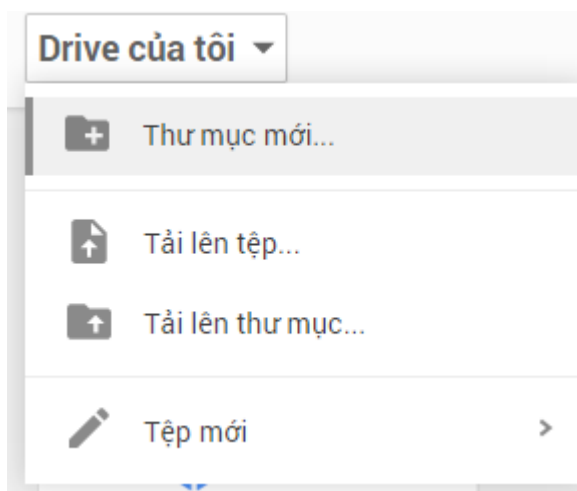 Drive của tôi
Thư mục mới...
Tải lên tệp...
Tải lên thư mục...
Tệp mới